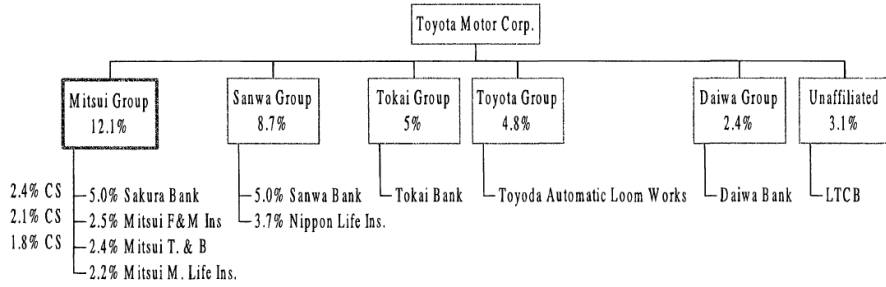 Toyota Motor Corp.
Mitsui Group
12.1%
Sanwa Group
8.7%
Tokai Group
5%
Toyota Group
4.8%
Daiwa Group
2.4%
Unaffiliated
3.1%
2.4% CS
5.0% Sakura Bank
2.1% CS
2.5% Mitsui F&M Ins
1.8% CS
2.4% Mitsui T. & B
2.2% Mitsui M. Life Ins.
5.0% Sanwa Bank
3.7% Nippon Life Ins.
Tokai Bank
Toyoda Automatic Loom Works
Daiwa Bank
LTCB